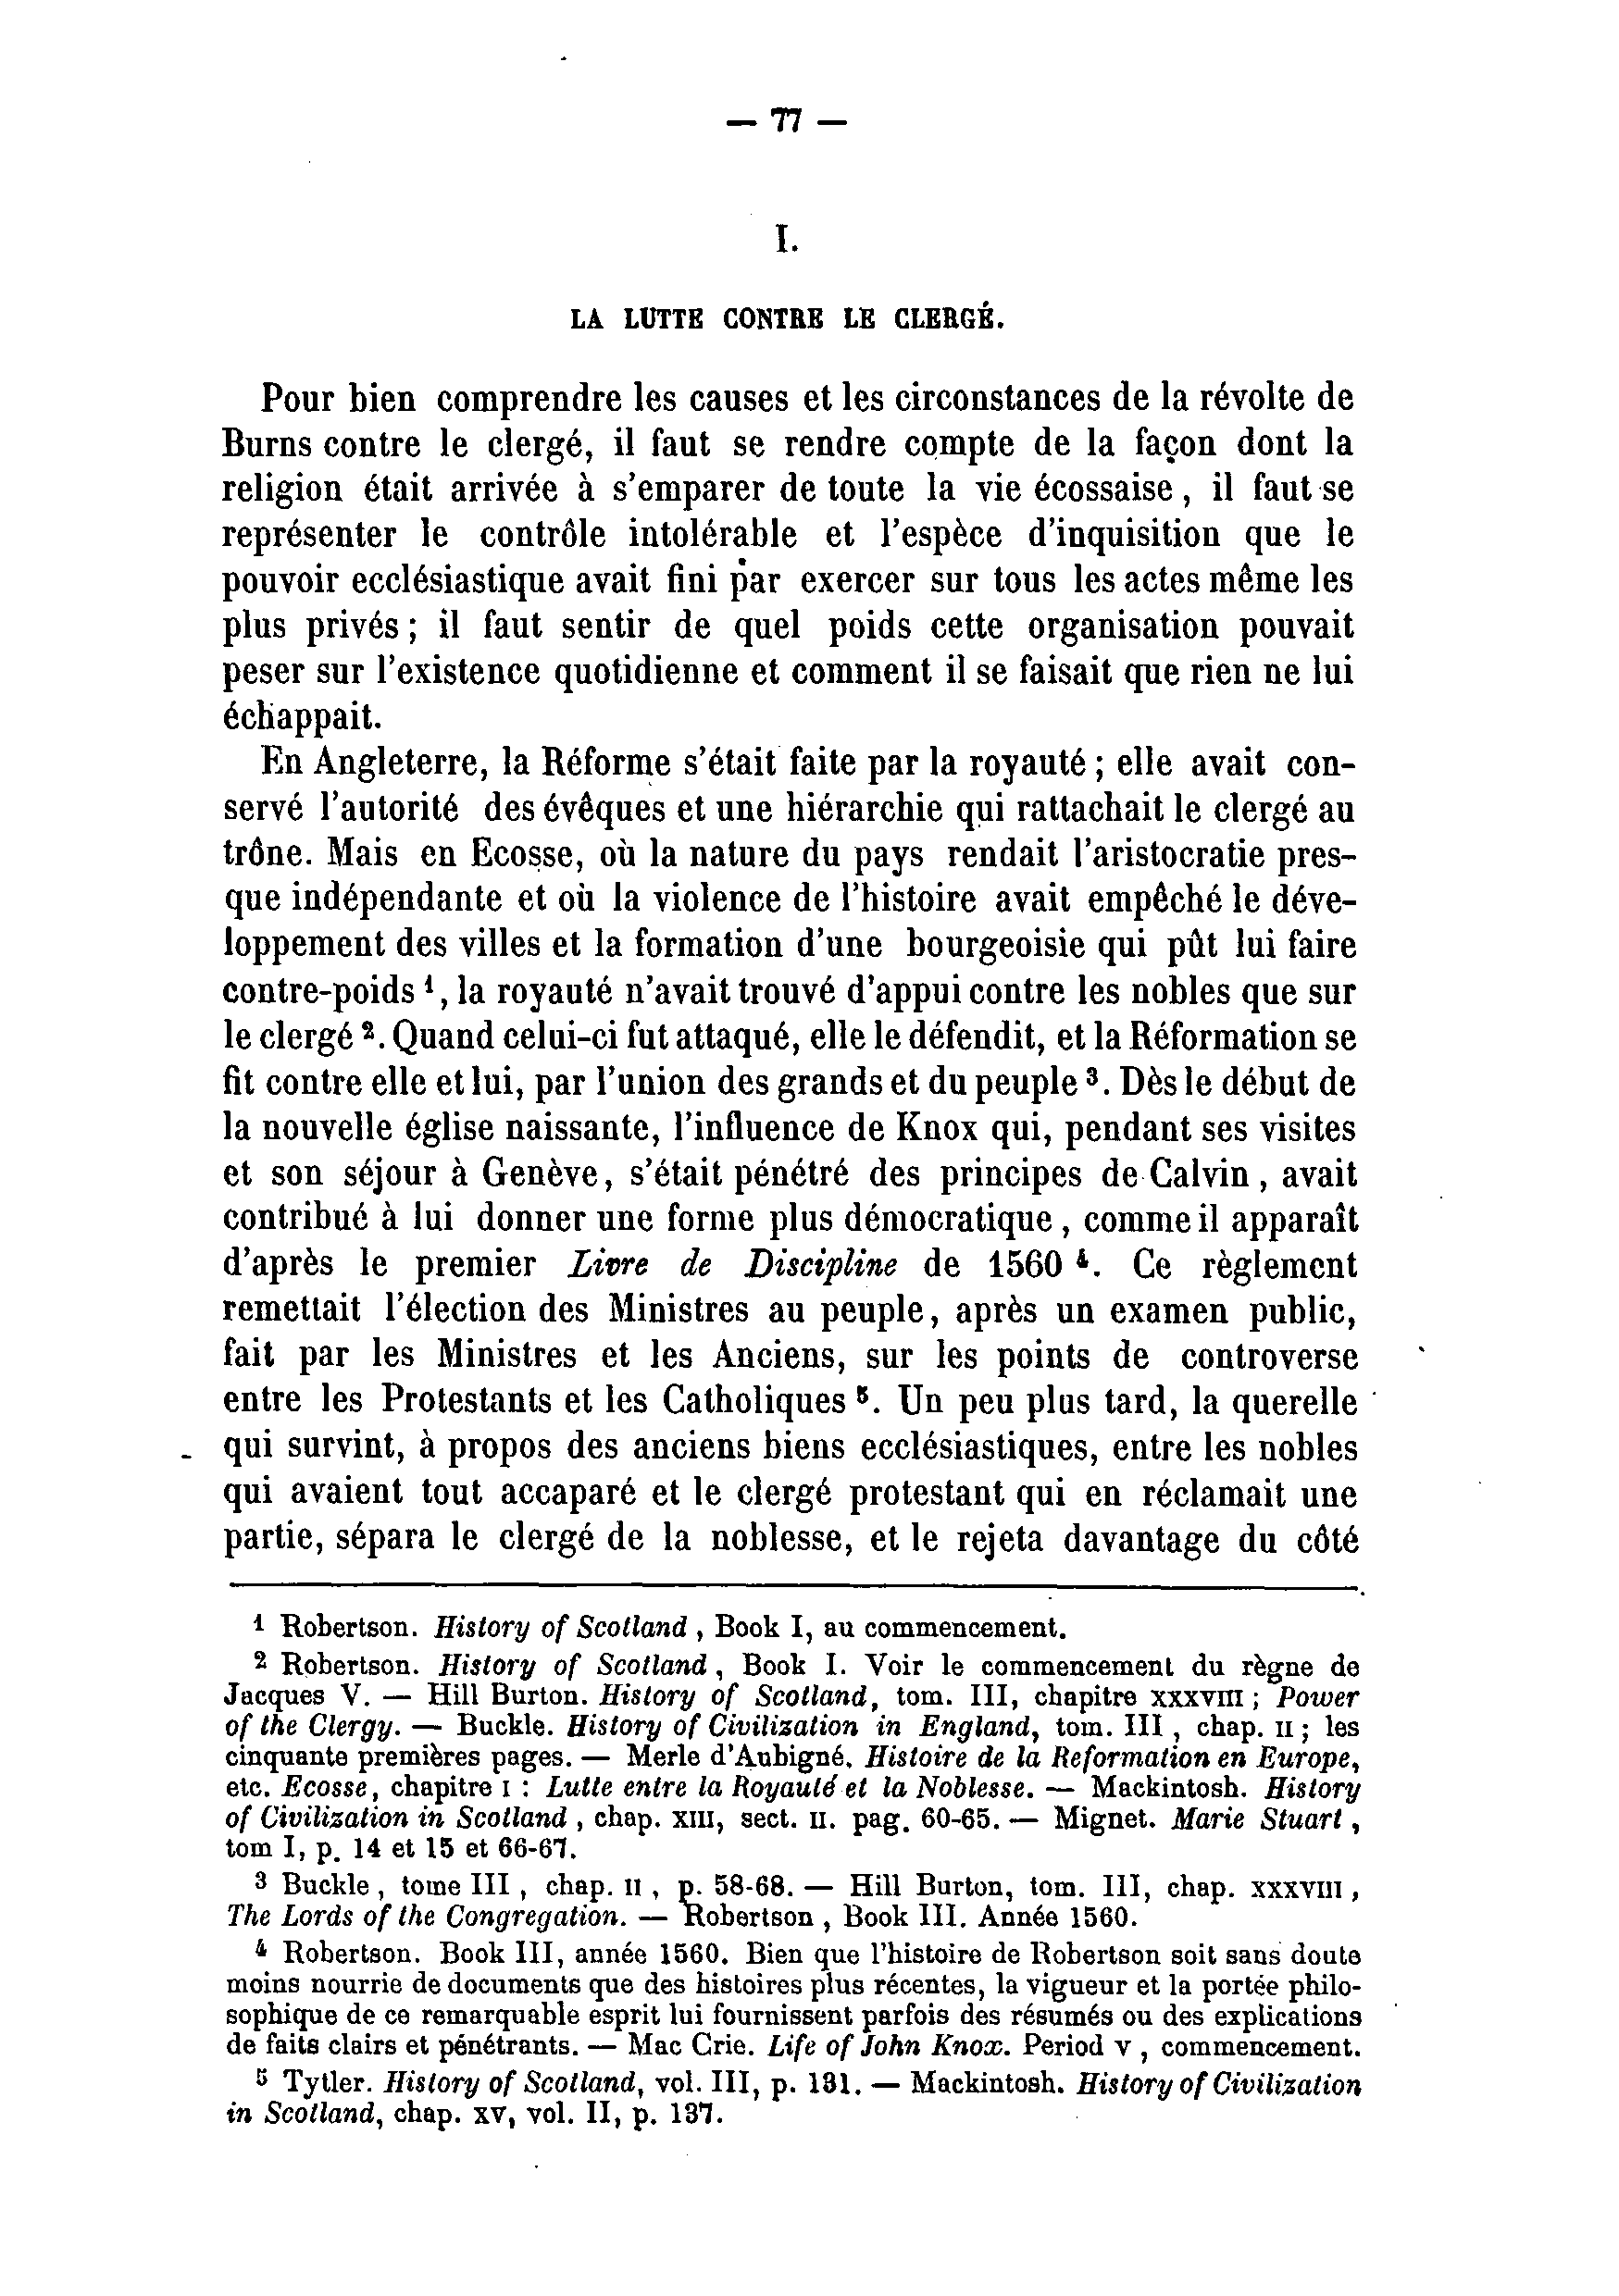 — 77 —
I.
LA LUTTE CONTRE LE CLERGÉ.
Pour bien comprendre les causes et les circonstances de la révolte de
Burns contre le clergé, il faut se rendre compte de la façon dont la
religion était arrivée à s'emparer de toute la vie écossaise, il faut se
représenter le contrôle intolérable et l'espèce d'inquisition que le
pouvoir ecclésiastique avait fini par exercer sur tous les actes même les
plus privés ; il faut sentir de quel poids cette organisation pouvait
peser sur l'existence quotidienne et comment il se faisait que rien ne lui
échappait.
En Angleterre, la Réforme s'était faite par la royauté ; elle avait con-
servé l'autorité des évêques et une hiérarchie qui rattachait le clergé au
trône. Mais en Ecosse, où la nature du pays rendait l'aristocratie pres-
que indépendante et où la violence de l'histoire avait empêché le déve-
loppement des villes et la formation d'une bourgeoisie qui pût lui faire
contre-poids ¹, la royauté n'avait trouvé d'appui contre les nobles que sur
le clergé ². Quand celui-ci fut attaqué, elle le défendit, et la Réformation se
fit contre elle et lui, par l'union des grands et du peuple ³. Dès le début de
la nouvelle église naissante, l'influence de Knox qui, pendant ses visites
et son séjour à Genève, s'était pénétré des principes de Calvin, avait
contribué à lui donner une forme plus démocratique, comme il apparaît
d'après le premier Livre de Discipline de 1560 ⁴. Ce règlement
remettait l'élection des Ministres au peuple, après un examen public,
fait par les Ministres et les Anciens, sur les points de controverse
entre les Protestants et les Catholiques ⁵. Un peu plus tard, la querelle
qui survint, à propos des anciens biens ecclésiastiques, entre les nobles
qui avaient tout accaparé et le clergé protestant qui en réclamait une
partie, sépara le clergé de la noblesse, et le rejeta davantage du côté
¹ Robertson. History of Scotland, Book I, au commencement.
² Robertson. History of Scotland, Book I. Voir le commencement du règne de
Jacques V. — Hill Burton. History of Scotland, tom. III, chapitre XXXVIII ; Power
of the Clergy. — Buckle. History of Civilization in England, tom. III, chap. II ; les
cinquante premières pages. — Merle d'Aubigné. Histoire de la Reformation en Europe,
etc. Ecosse, chapitre I : Lutte entre la Royauté et la Noblesse. — Mackintosh. History
of Civilization in Scotland, chap. XIII, sect. II. pag. 60-65. — Mignet. Marie Stuart,
tom I, p. 14 et 15 et 66-67.
³ Buckle, tome III, chap. II, p. 58-68. — Hill Burton, tom. III, chap. XXXVIII,
The Lords of the Congregation. — Robertson, Book III. Année 1560.
⁴ Robertson. Book III, année 1560. Bien que l'histoire de Robertson soit sans doute
moins nourrie de documents que des histoires plus récentes, la vigueur et la portée philo-
sophique de ce remarquable esprit lui fournissent parfois des résumés ou des explications
de faits clairs et pénétrants. — Mac Crie. Life of John Knox. Period V, commencement.
⁵ Tytler. History of Scotland, vol. III, p. 131. — Mackintosh. History of Civilization
in Scotland, chap. XV, vol. II, p. 137.